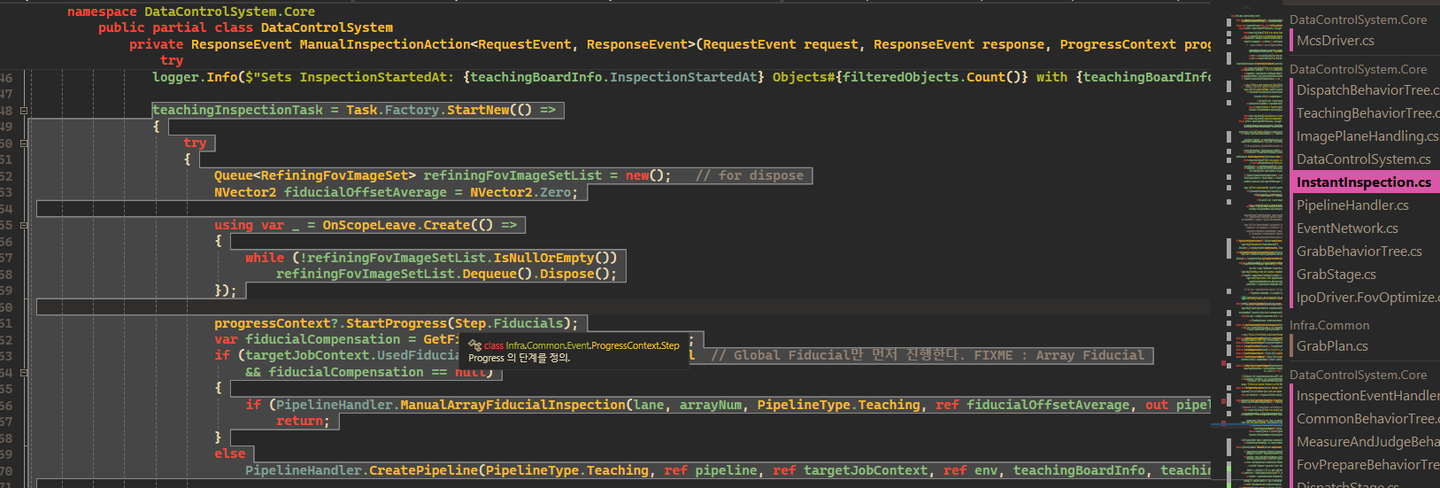 namespace DataControlSystem.Core
public partial class DataControlSystem
private ResponseEvent ManualInspectionAction<RequestEvent, ResponseEvent>(RequestEvent request, ResponseEvent response, ProgressContext prog
try
46 logger.Info($"Sets InspectionStartedAt: {teachingBoardInfo.InspectionStartedAt} Objects#{filteredObjects.Count()} with {teachingBoardInfo
47
48 teachingInspectionTask = Task.Factory.StartNew(() =>
49 {
50 try
51 {
52 Queue<RefiningFovImageSet> refiningFovImageSetList = new(); // for dispose
53 NVector2 fiducialOffsetAverage = NVector2.Zero;
54
55 using var _ = OnScopeLeave.Create(() =>
56 {
57 while (!refiningFovImageSetList.IsNullOrEmpty())
58 refiningFovImageSetList.Dequeue().Dispose();
59 });
60
61 progressContext?.StartProgress(Step.Fiducials);
62 var fiducialCompensation = GetFi ;
63 if (targetJobContext.UsedFiducia l // Global Fiducial만 먼저 진행한다. FIXME : Array Fiducial
64 && fiducialCompensation == null)
65 {
66 if (PipelineHandler.ManualArrayFiducialInspection(lane, arrayNum, PipelineType.Teaching, ref fiducialOffsetAverage, out pipel
67 return;
68 }
69 else
70 PipelineHandler.CreatePipeline(PipelineType.Teaching, ref pipeline, ref targetJobContext, ref env, teachingBoardInfo, teachin
71
class Infra.Common.Event.ProgressContext.Step
Progress 의 단계를 정의.
DataControlSystem.Core
McsDriver.cs
DataControlSystem.Core
DispatchBehaviorTree.c
TeachingBehaviorTree.c
ImagePlaneHandling.cs
DataControlSystem.cs
InstantInspection.cs
PipelineHandler.cs
EventNetwork.cs
GrabBehaviorTree.cs
GrabStage.cs
IpoDriver.FovOptimize.c
Infra.Common
GrabPlan.cs
DataControlSystem.Core
InspectionEventHandler
CommonBehaviorTree.c
MeasureAndJudgeBeha
FovPrepareBehaviorTre
DispatchStage.cs